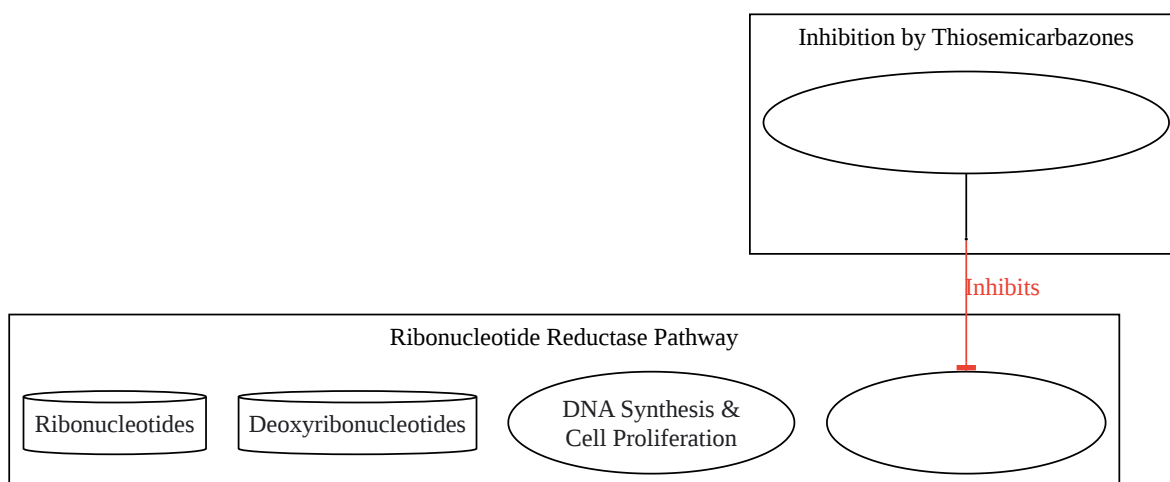 Inhibition by Thiosemicarbazones
Inhibits
Ribonucleotide Reductase Pathway
Ribonucleotides
Deoxyribonucleotides
DNA Synthesis &
Cell Proliferation